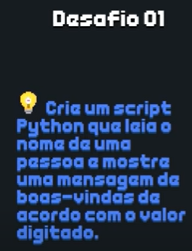 Desafio 01
Crie um script
Python que leia o
nome de uma
pessoa e mostre
uma mensagem de
boas-vindas de
acordo com o valor
digitado.